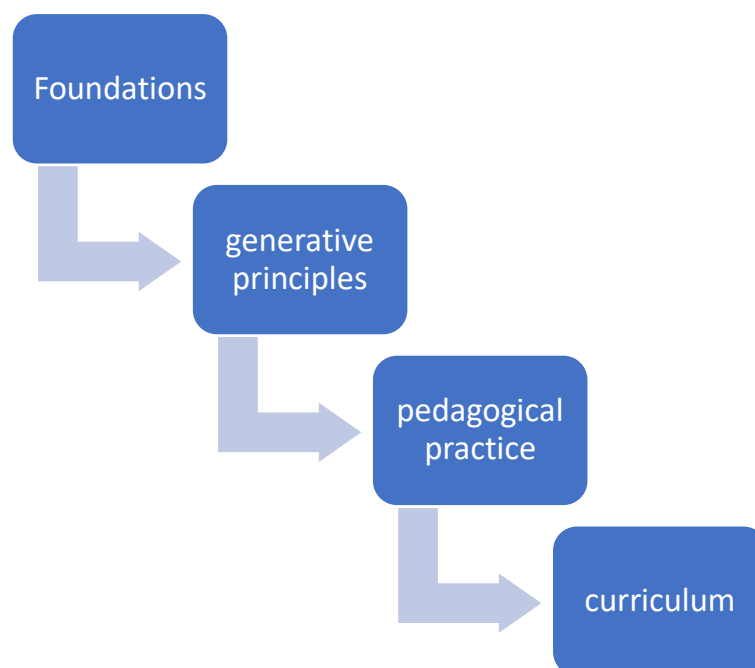 Foundations
generative
principles
pedagogical
practice
curriculum